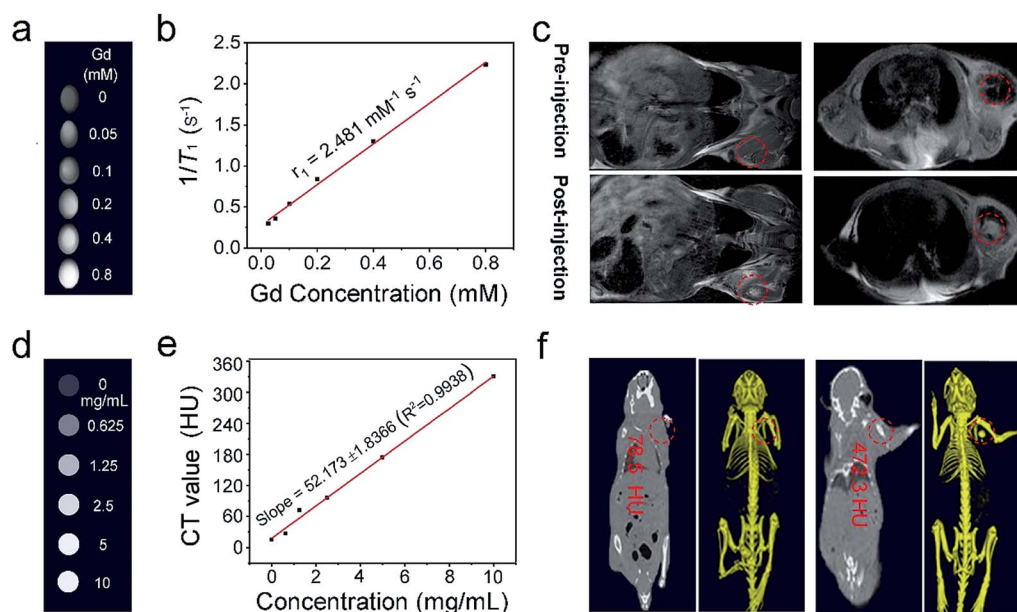 a
Gd
(mM)
0
0.05
0.1
0.2
0.4
0.8
b
2.5
2.0
1.5
1.0
0.5
0.0
1/T₁ (s⁻¹)
r₁ = 2.481 mM⁻¹ s⁻¹
0.0 0.2 0.4 0.6 0.8
Gd Concentration (mM)
c
Pre-injection
Post-injection
d
0
mg/mL
0.625
1.25
2.5
5
10
e
360
300
240
180
120
60
0
CT value (HU)
Slope = 52.173 ±1.8366 (R²=0.9938)
0 2 4 6 8 10
Concentration (mg/mL)
f
78.6 HU
472.3 HU